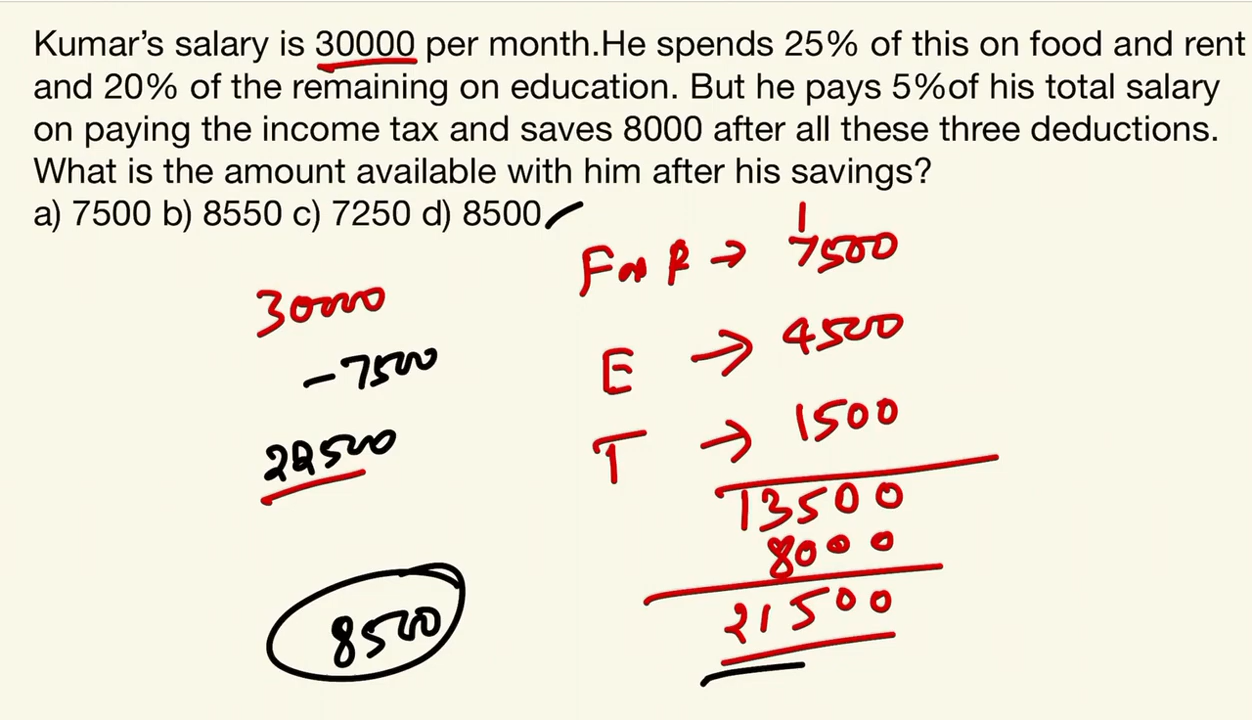 Kumar’s salary is 30000 per month.He spends 25% of this on food and rent
and 20% of the remaining on education. But he pays 5%of his total salary
on paying the income tax and saves 8000 after all these three deductions.
What is the amount available with him after his savings?
a) 7500 b) 8550 c) 7250 d) 8500
F R → 7500
1
30000
E → 4500
-7500
T → 1500
22500
13500
8000
21500
8500